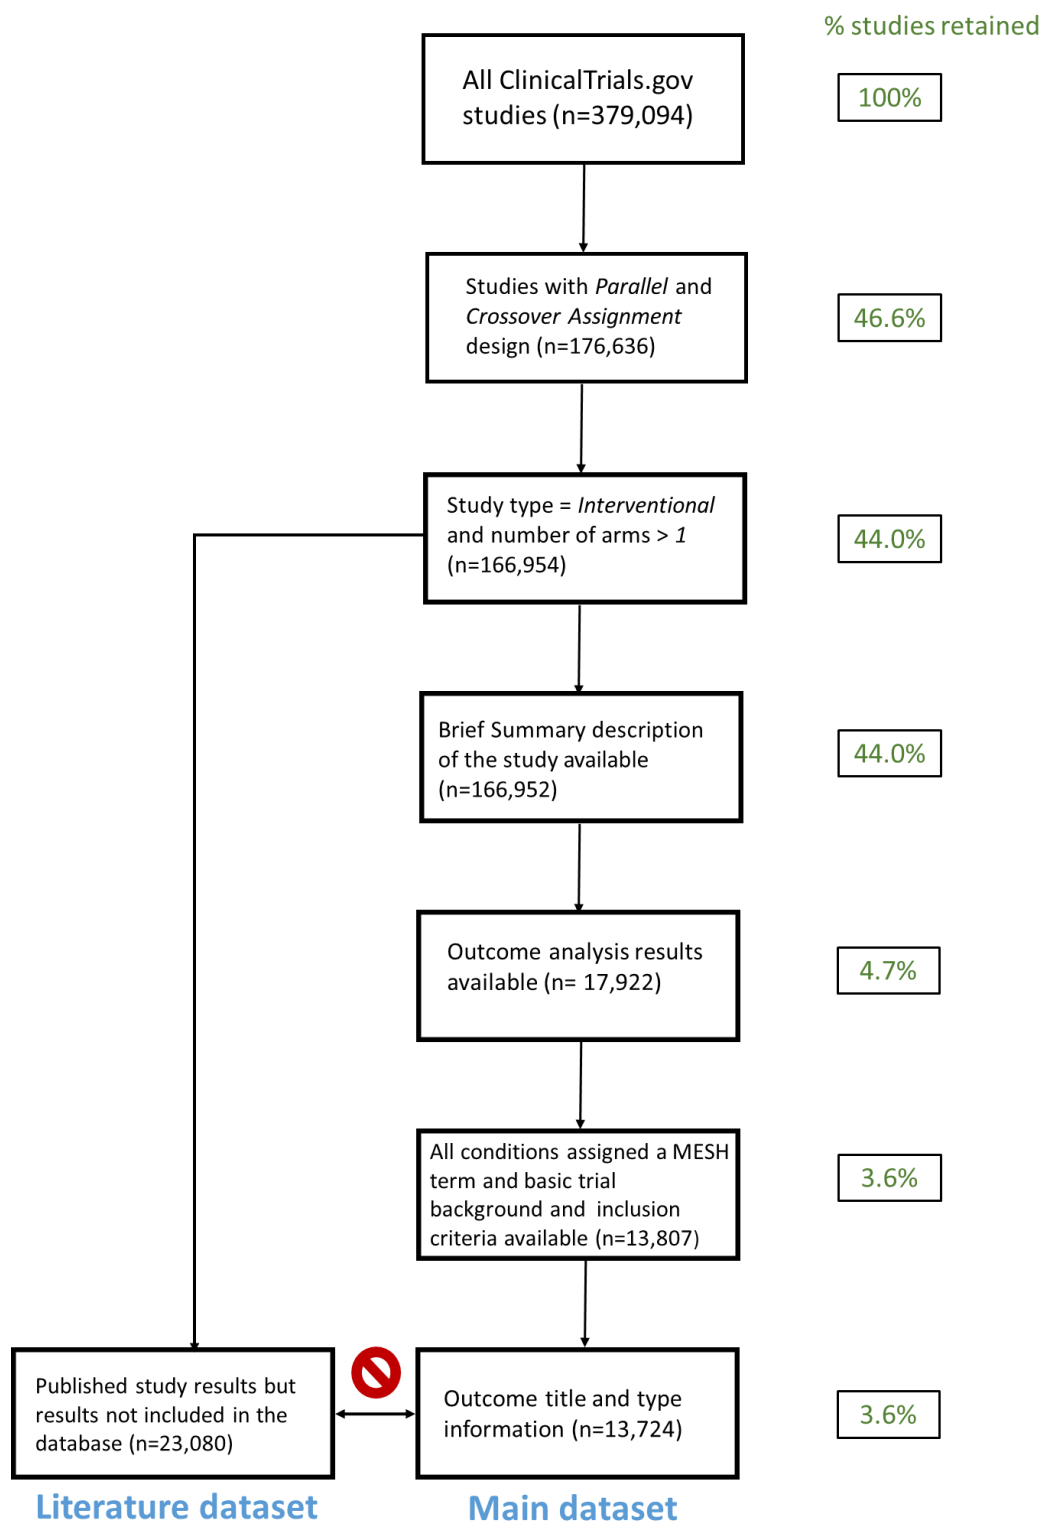 % studies retained
All ClinicalTrials.gov
studies (n=379,094)
100%
Studies with Parallel and
Crossover Assignment
design (n=176,636)
46.6%
Study type = Interventional
and number of arms > 1
(n=166,954)
44.0%
Brief Summary description
of the study available
(n=166,952)
44.0%
Outcome analysis results
available (n= 17,922)
4.7%
All conditions assigned a MESH
term and basic trial
background and inclusion
criteria available (n=13,807)
3.6%
Published study results but
results not included in the
database (n=23,080)
Outcome title and type
information (n=13,724)
3.6%
Literature dataset
Main dataset